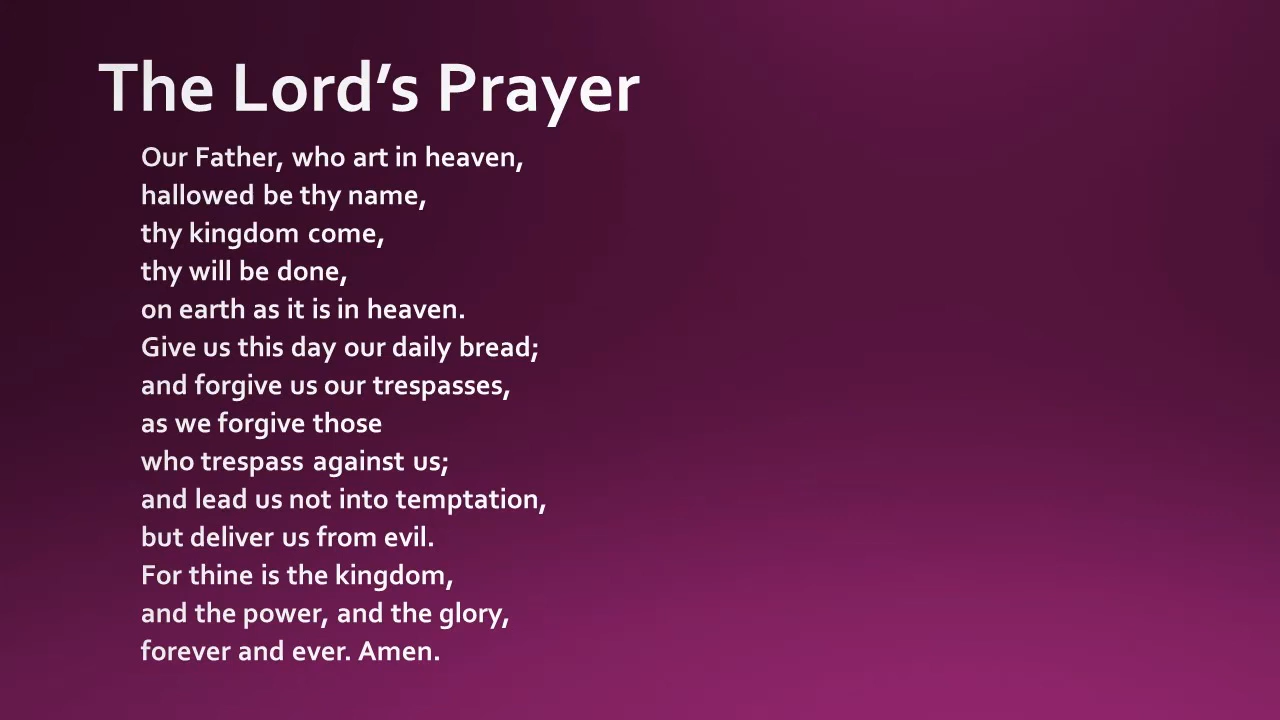 The Lord’s Prayer
Our Father, who art in heaven,
hallowed be thy name,
thy kingdom come,
thy will be done,
on earth as it is in heaven.
Give us this day our daily bread;
and forgive us our trespasses,
as we forgive those
who trespass against us;
and lead us not into temptation,
but deliver us from evil.
For thine is the kingdom,
and the power, and the glory,
forever and ever. Amen.